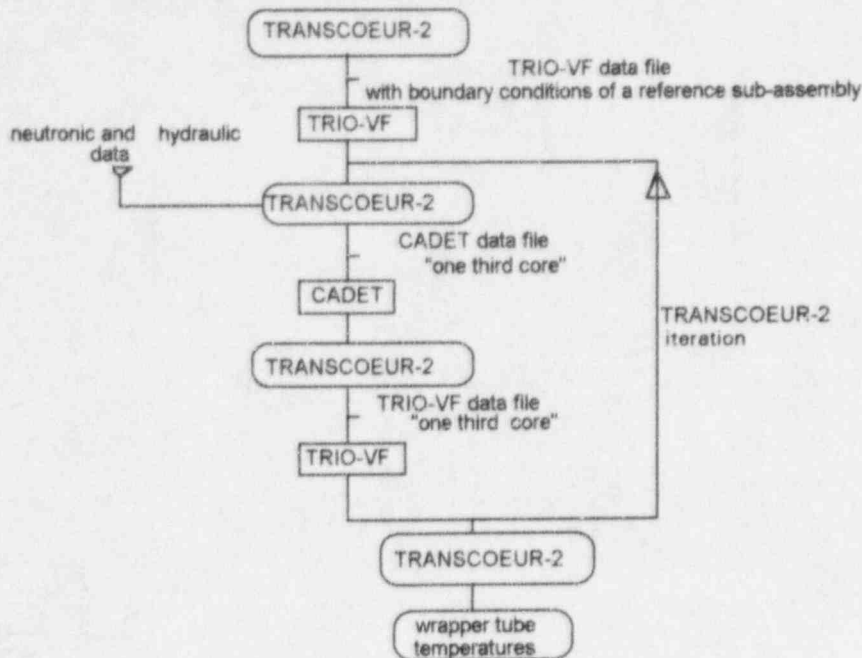 TRANSCOEUR-2
TRIO-VF data file
with boundary conditions of a reference sub-assembly
TRIO-VF
neutronic and hydraulic
data
TRANSCOEUR-2
CADET data file
"one third core"
CADET
TRANSCOEUR-2
iteration
TRANSCOEUR-2
TRIO-VF data file
"one third core"
TRIO-VF
TRANSCOEUR-2
wrapper tube
temperatures